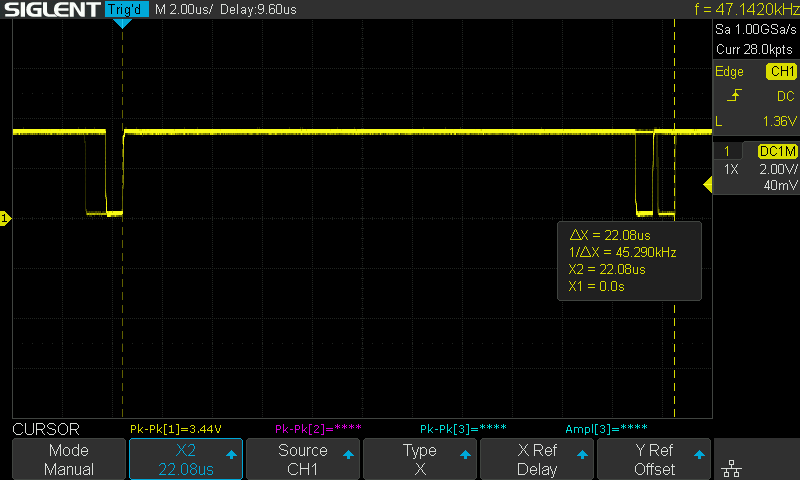 SIGLENT Trig'd M 2.00us/ Delay:9.60us f = 47.1420kHz
Sa 1.00GSa/s
Curr 28.0kpts
Edge CH1
DC
L 1.36V
1 DC1M
1X 2.00V/
40mV
1
ΔX = 22.08us
1/ΔX = 45.290kHz
X2 = 22.08us
X1 = 0.0s
CURSOR Pk-Pk[1]=3.44V Pk-Pk[2]=**** Pk-Pk[3]=**** Ampl[3]=****
Mode X2 Source Type X Ref Y Ref
Manual 22.08us CH1 X Delay Offset